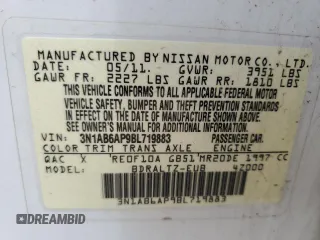 MANUFACTURED BY NISSAN MOTOR CO., LTD.
DATE: 05/11. GVWR: 3951 LBS
GAWR FR: 2227 LBS GAWR RR: 1810 LBS
THIS VEHICLE CONFORMS TO ALL APPLICABLE FEDERAL MOTOR
VEHICLE SAFETY, BUMPER, AND THEFT PREVENTION STANDARDS
IN EFFECT ON THE DATE OF MANUFACTURE SHOWN ABOVE.
SEE OWNER'S MANUAL FOR ADDITIONAL INFORMATION
VIN: 3N1AB6AP9BL719883 PASSENGER CAR.
COLOR TRIM TRANS AXLE ENGINE
QAC X RE0F10A GB51 MR20DE 1997 CC
MODEL: BDRALTZ-EUB 42000
3N1AB6AP9BL719883
DREAMBID
DREAMBID.COM